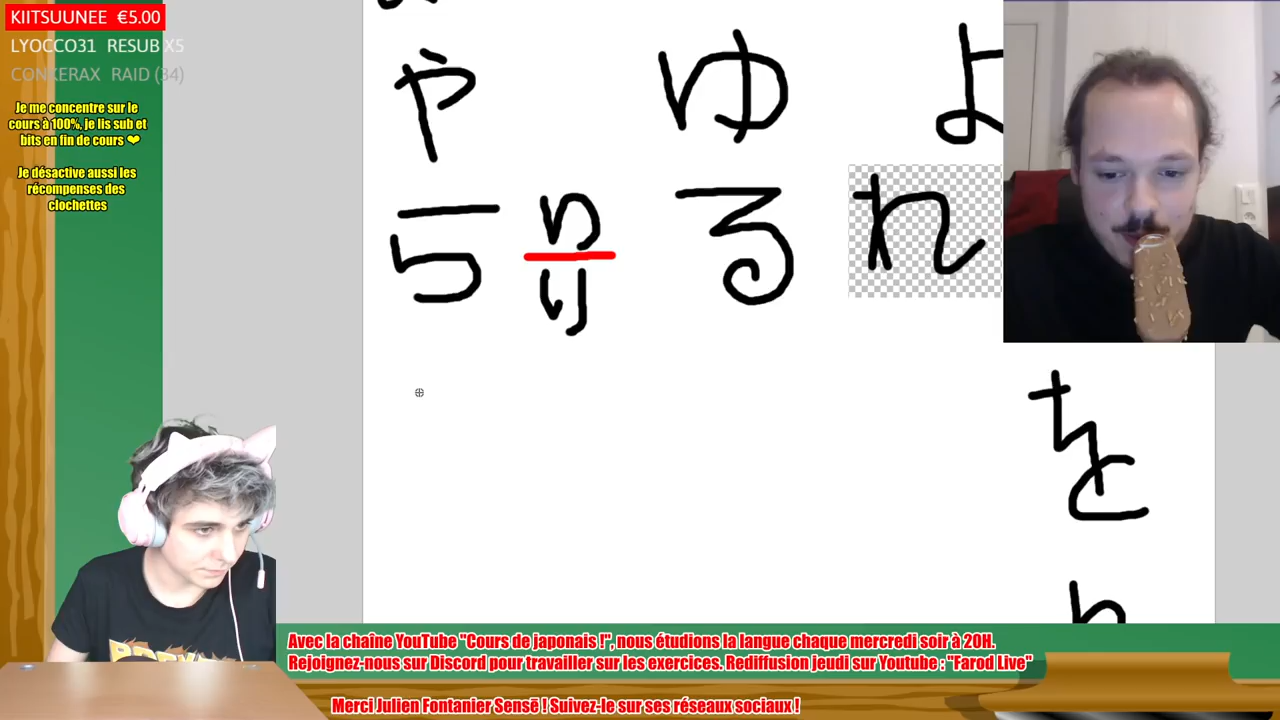 KIITSUUNEE €5.00
LYOCCO31 RESUB X5
CONKERAX RAID (34)
Je me concentre sur le
cours à 100%, je lis sub et
bits en fin de cours ❤
Je désactive aussi les
récompenses des
clochettes
や ゆ よ
ら り り る れ
を
Avec la chaîne YouTube "Cours de japonais !", nous étudions la langue chaque mercredi soir à 20H.
Rejoignez-nous sur Discord pour travailler sur les exercices. Rediffusion jeudi sur Youtube : "Farod Live"
Merci Julien Fontanier Sensē ! Suivez-le sur ses réseaux sociaux !